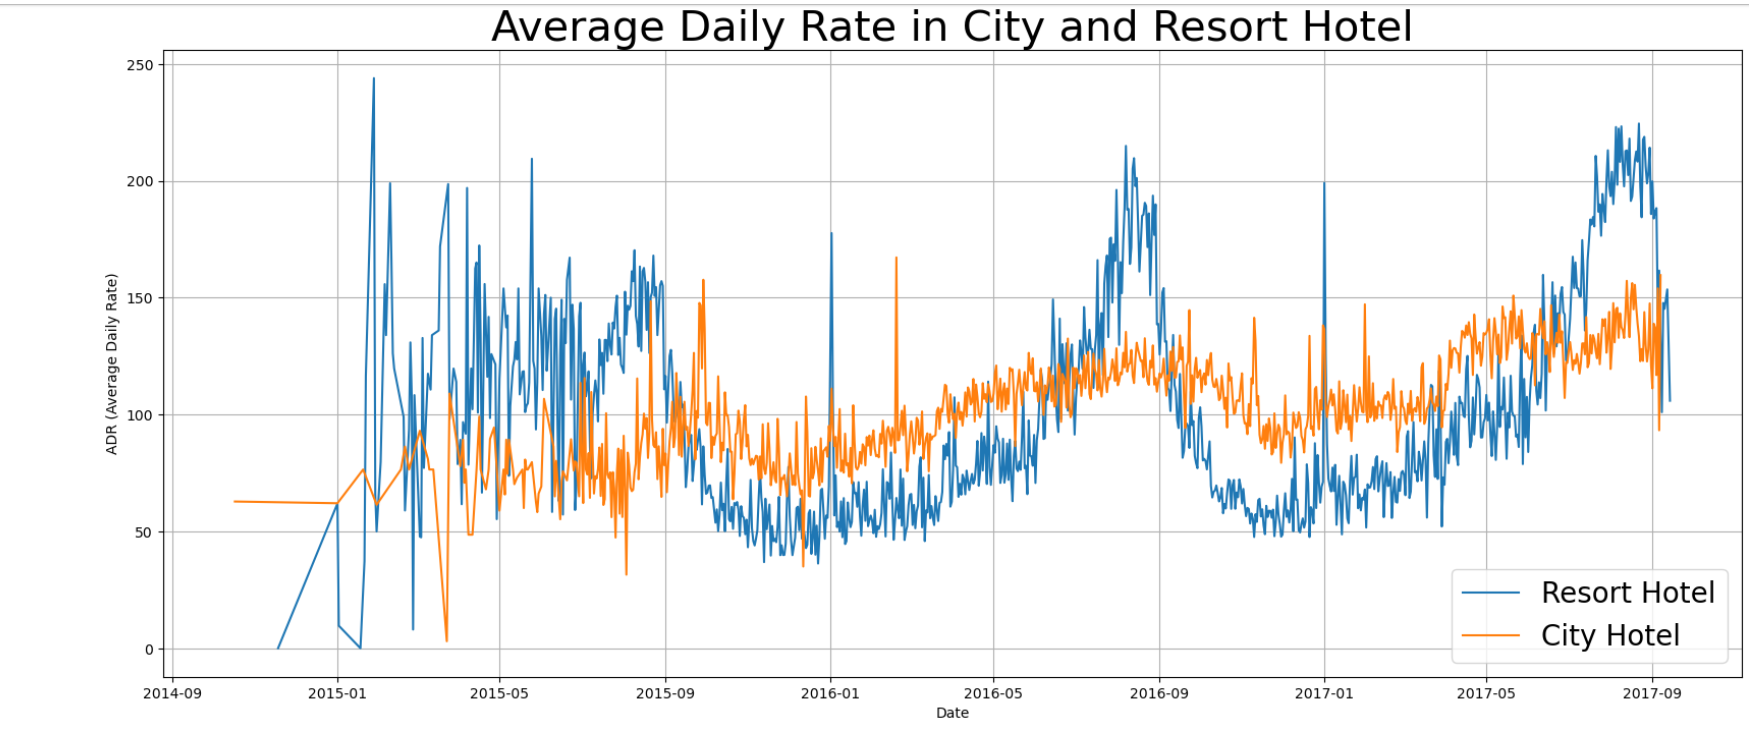 Average Daily Rate in City and Resort Hotel
250
200
150
100
50
0
ADR (Average Daily Rate)
2014-09 2015-01 2015-05 2015-09 2016-01 2016-05 2016-09 2017-01 2017-05 2017-09
Date
Resort Hotel
City Hotel